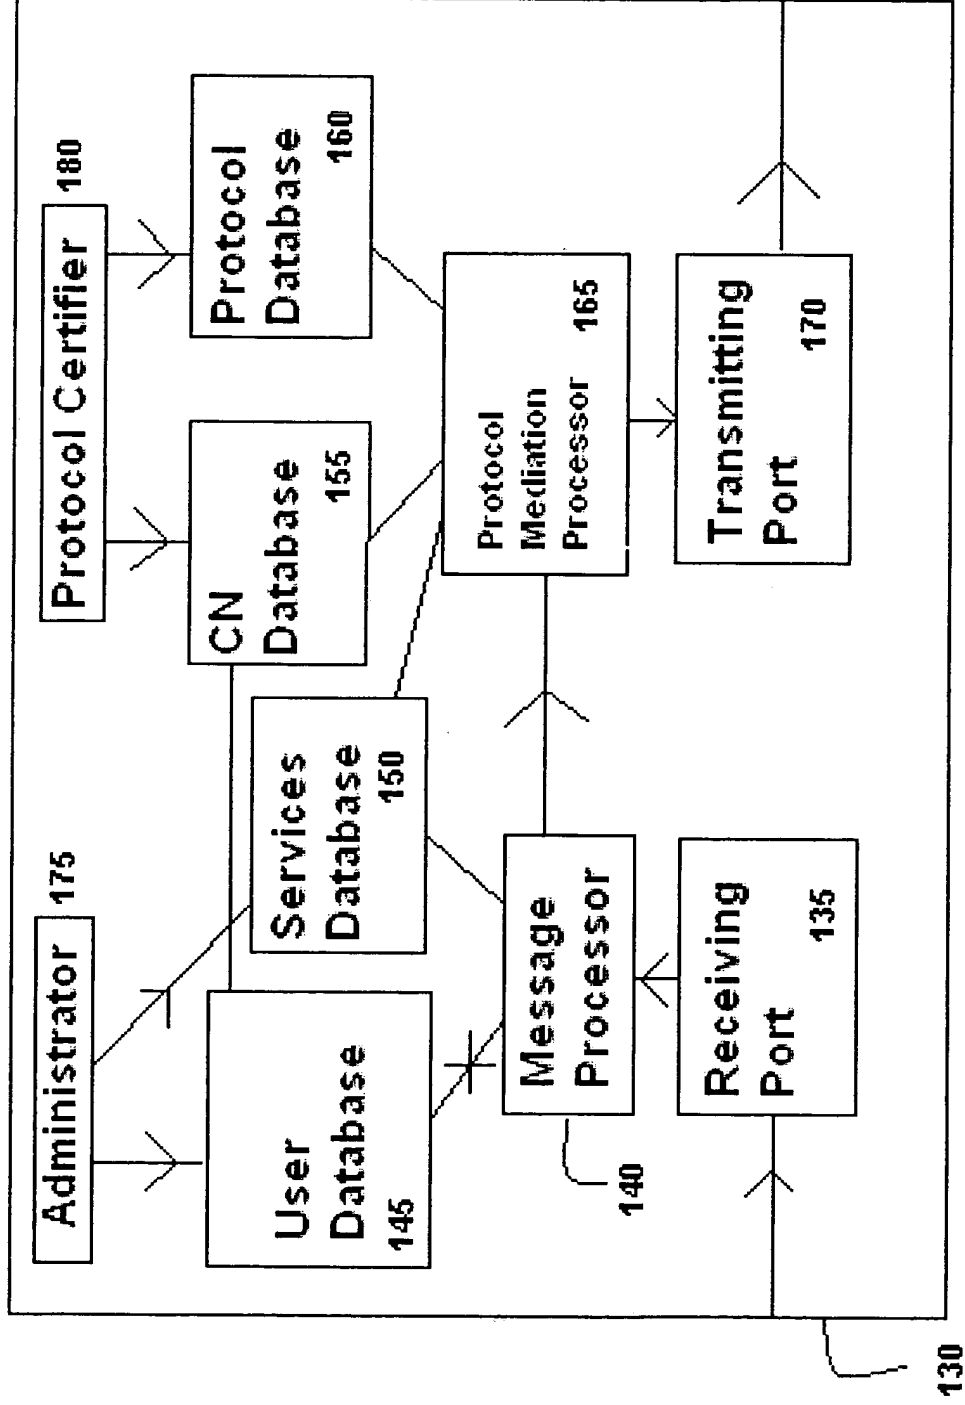 Administrator 175
Protocol Certifier 180
User
Database
145
Services
Database
150
CN
Database
155
Protocol
Database
160
Message
Processor
140
Protocol
Mediation
Processor
165
Receiving
Port
135
Transmitting
Port
170
130